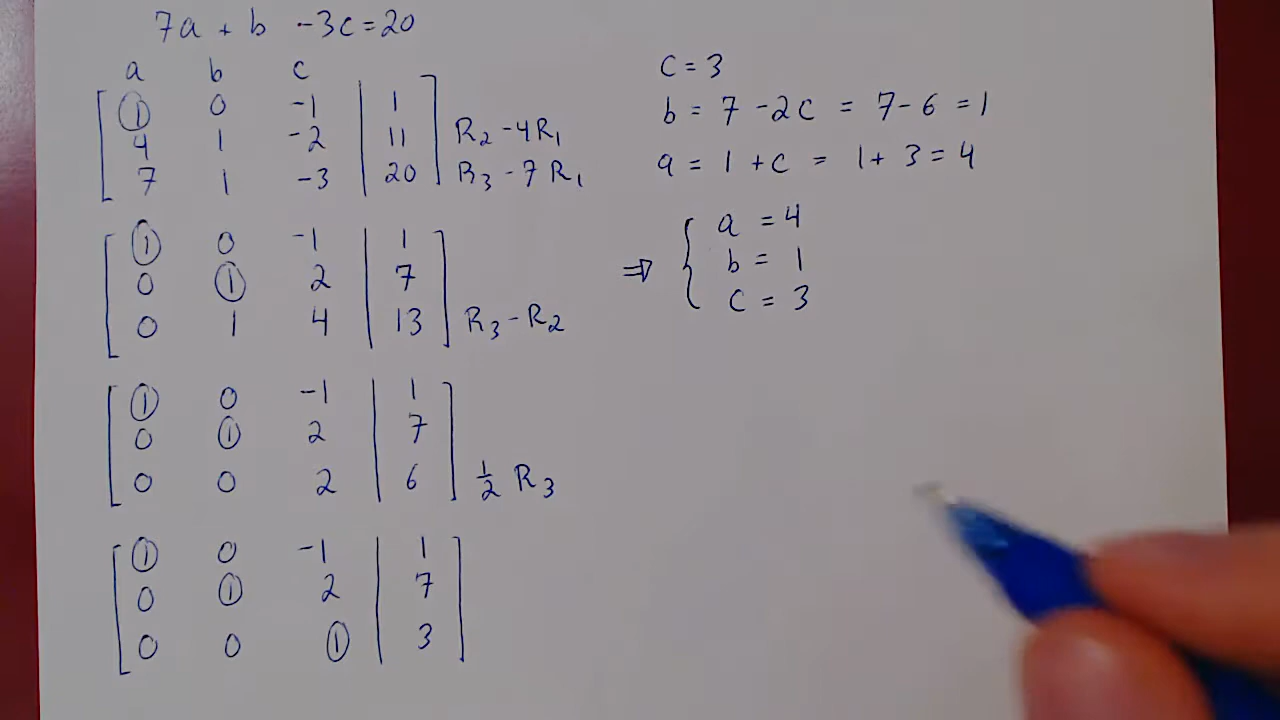 7a + b - 3c = 20
a b c
1 0 -1 | 1
4 1 -2 | 11 R₂ - 4R₁
7 1 -3 | 20 R₃ - 7R₁
1 0 -1 | 1
0 1 2 | 7
0 1 4 | 13 R₃ - R₂
1 0 -1 | 1
0 1 2 | 7
0 0 2 | 6 ½ R₃
1 0 -1 | 1
0 1 2 | 7
0 0 1 | 3
c = 3
b = 7 - 2c = 7 - 6 = 1
a = 1 + c = 1 + 3 = 4
a = 4
⇒ { b = 1
c = 3